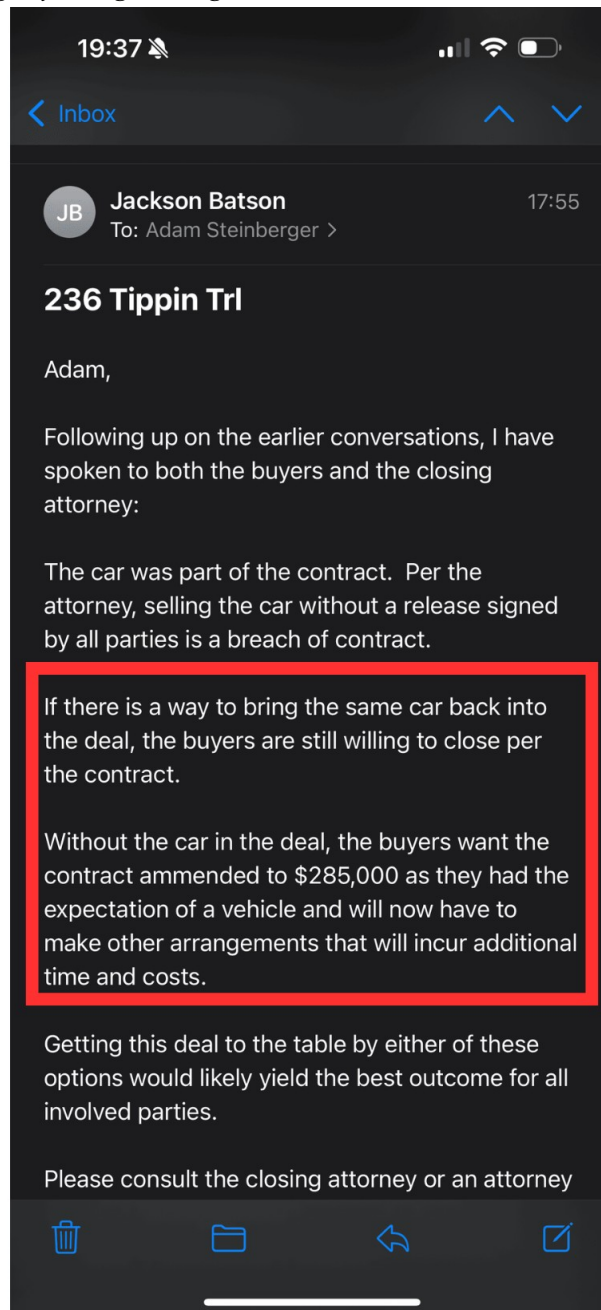 19:37
Inbox
JB
Jackson Batson
17:55
To: Adam Steinberger >
236 Tippin Trl
Adam,
Following up on the earlier conversations, I have
spoken to both the buyers and the closing
attorney:
The car was part of the contract.  Per the
attorney, selling the car without a release signed
by all parties is a breach of contract.
If there is a way to bring the same car back into
the deal, the buyers are still willing to close per
the contract.
Without the car in the deal, the buyers want the
contract ammended to $285,000 as they had the
expectation of a vehicle and will now have to
make other arrangements that will incur additional
time and costs.
Getting this deal to the table by either of these
options would likely yield the best outcome for all
involved parties.
Please consult the closing attorney or an attorney